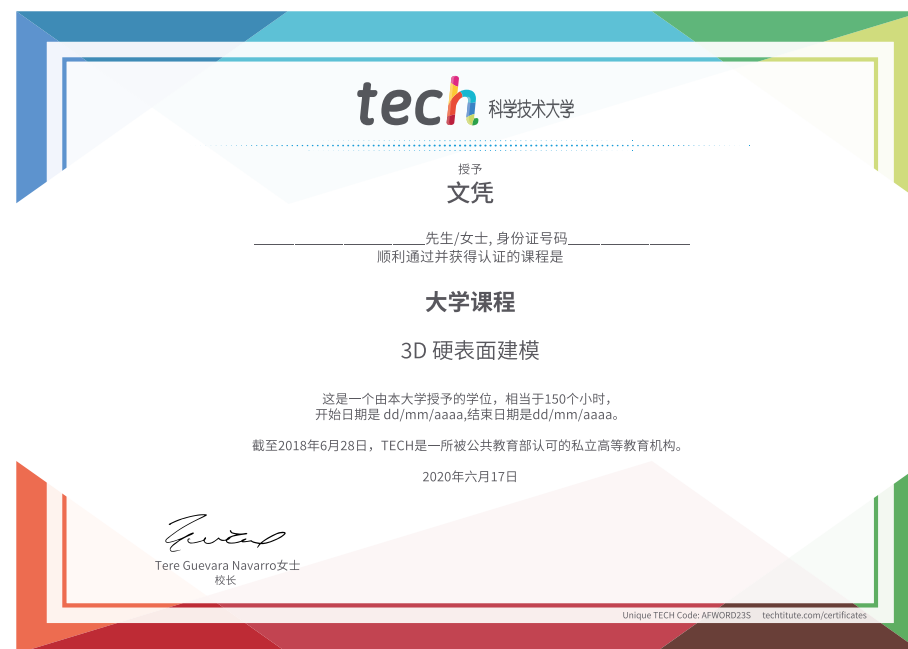 tech 科学技术大学
授予
文凭
____________________先生/女士, 身份证号码______________
顺利通过并获得认证的课程是
大学课程
3D 硬表面建模
这是一个由本大学授予的学位，相当于150个小时，
开始日期是 dd/mm/aaaa,结束日期是dd/mm/aaaa。
截至2018年6月28日，TECH是一所被公共教育部认可的私立高等教育机构。
2020年六月17日
Tere Guevara Navarro女士
校长
Unique TECH Code: AFWORD23S techtitute.com/certificates